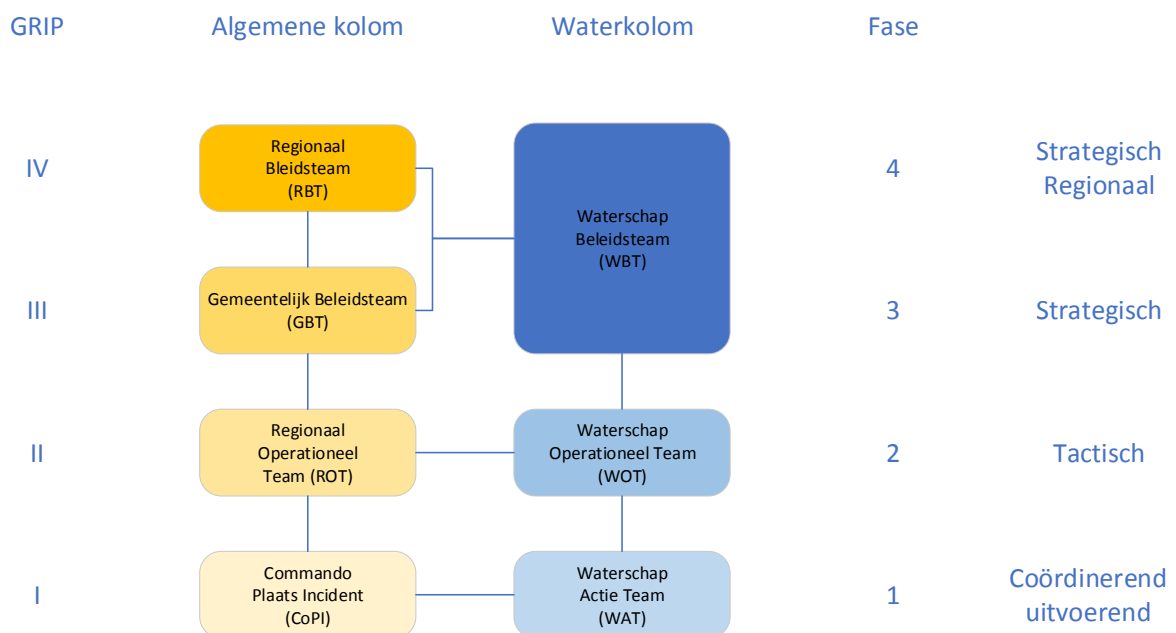 GRIP
Algemene kolom
Waterkolom
Fase
IV
Regionaal
Bleidsteam
(RBT)
Waterschap
Beleidsteam
(WBT)
4
Strategisch
Regionaal
III
Gemeentelijk Beleidsteam
(GBT)
3
Strategisch
II
Regionaal
Operationeel
Team (ROT)
Waterschap
Operationeel Team
(WOT)
2
Tactisch
I
Commando
Plaats Incident
(CoPI)
Waterschap
Actie Team
(WAT)
1
Coördinerend
uitvoerend